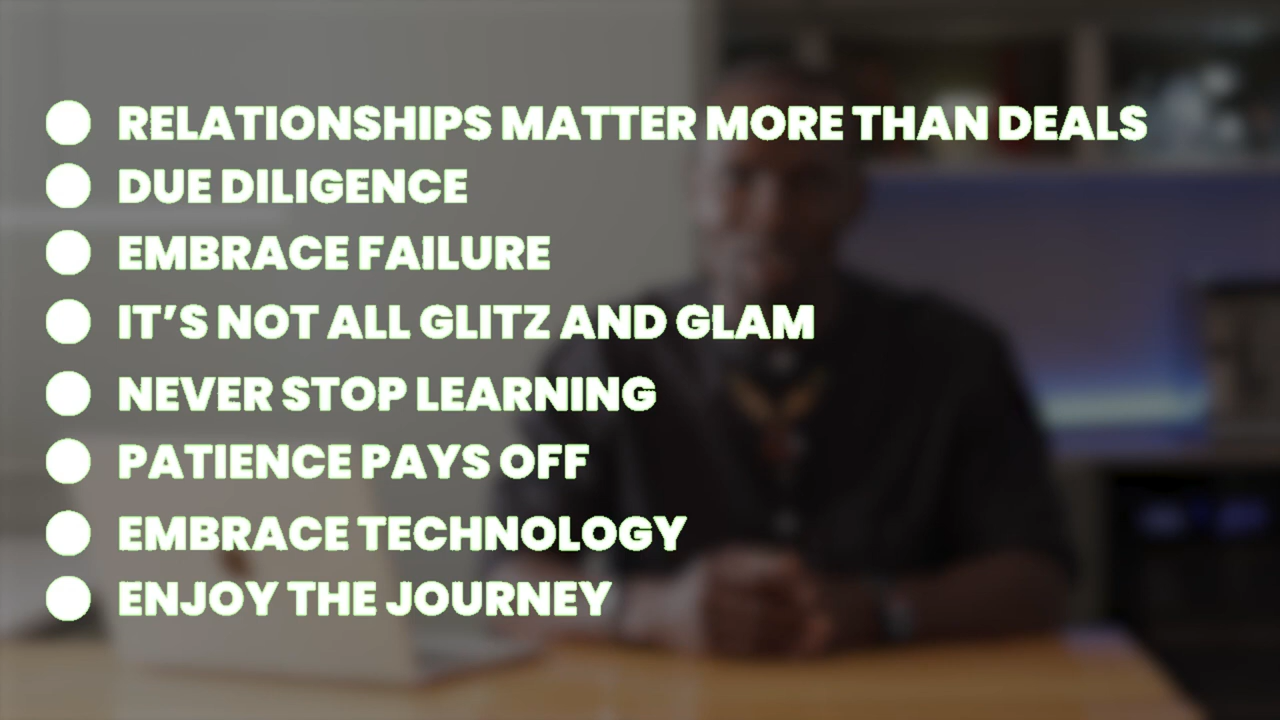 RELATIONSHIPS MATTER MORE THAN DEALS
DUE DILIGENCE
EMBRACE FAILURE
IT’S NOT ALL GLITZ AND GLAM
NEVER STOP LEARNING
PATIENCE PAYS OFF
EMBRACE TECHNOLOGY
ENJOY THE JOURNEY